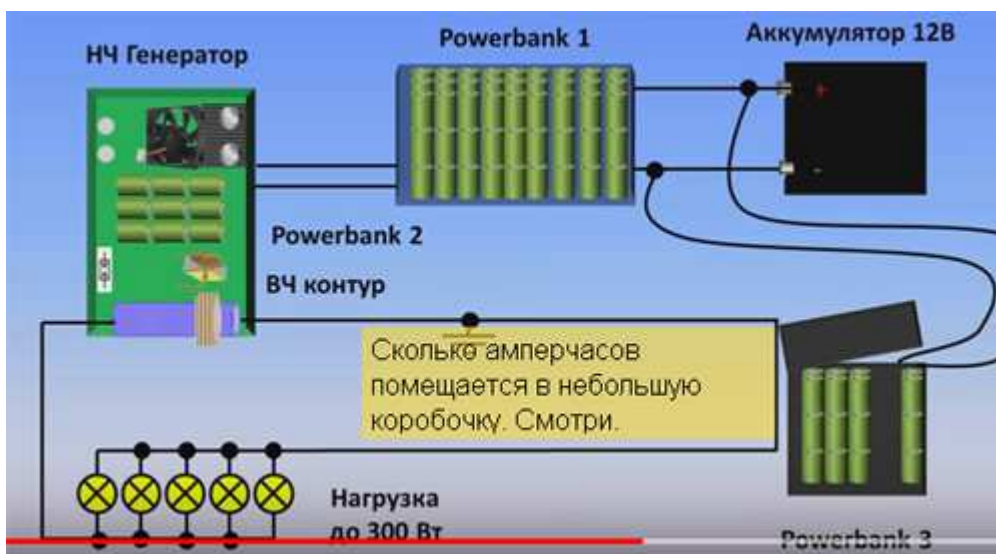 НЧ Генератор
Powerbank 1
Аккумулятор 12В
+
-
Powerbank 2
ВЧ контур
Сколько амперчасов
помещается в небольшую
коробочку. Смотри.
Нагрузка
до 300 Вт
Powerbank 3